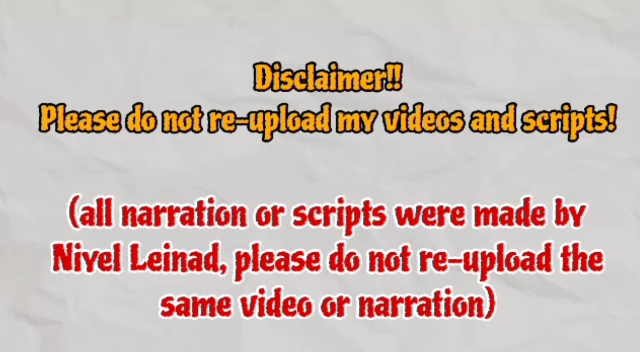 Disclaimer!!
Please do not re-upload my videos and scripts!
(all narration or scripts were made by
Niyel Leinad, please do not re-upload the
same video or narration)